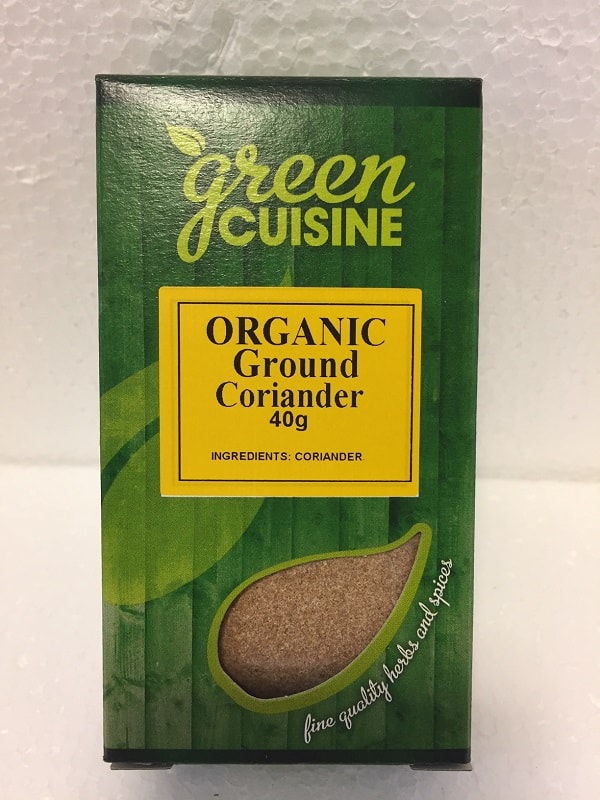 green
CUISINE
ORGANIC
Ground
Coriander
40g
INGREDIENTS: CORIANDER
fine quality herbs and spices